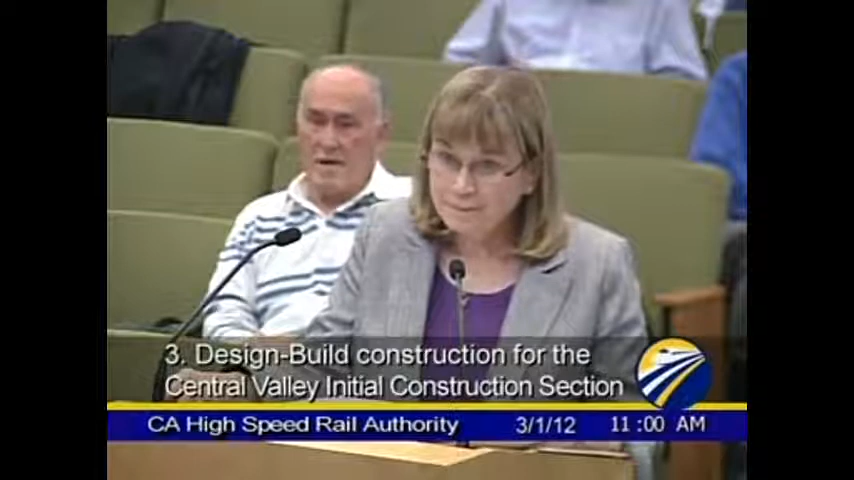 3. Design-Build construction for the
Central Valley Initial Construction Section
CA High Speed Rail Authority 3/1/12 11:00 AM